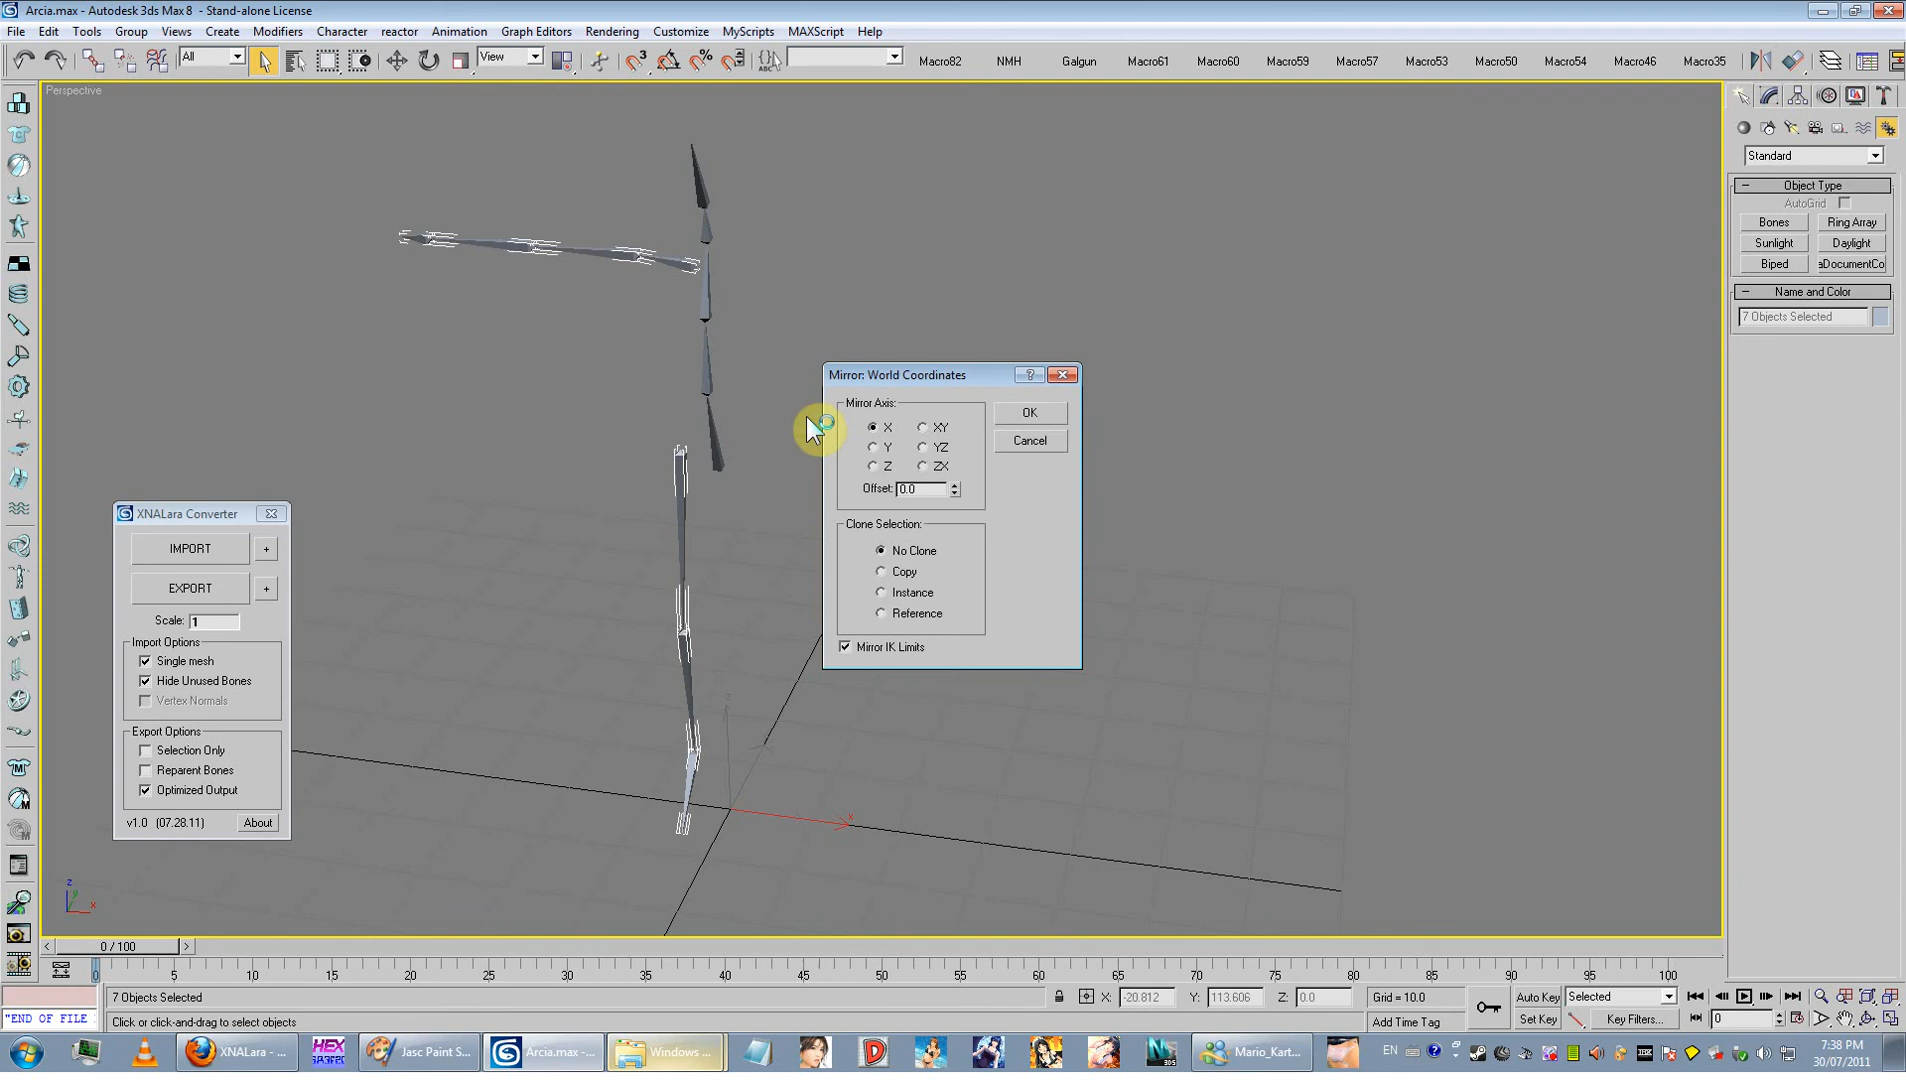 Arcia.max - Autodesk 3ds Max 8 - Stand-alone License
File Edit Tools Group Views Create Modifiers Character reactor Animation Graph Editors Rendering Customize MyScripts MAXScript Help
All View Macro82 NMH Galgun Macro61 Macro60 Macro59 Macro57 Macro53 Macro50 Macro54 Macro46 Macro35
Perspective
Standard
Object Type
AutoGrid
Bones Ring Array
Sunlight Daylight
Biped aDocumentCo
Name and Color
7 Objects Selected
Mirror: World Coordinates
Mirror Axis:
OK
X XY
Y YZ
Cancel
Z ZX
Offset: 0.0
Clone Selection:
No Clone
Copy
Instance
Reference
Mirror IK Limits
XNALara Converter
IMPORT +
EXPORT +
Scale: 1
Import Options
Single mesh
Hide Unused Bones
Vertex Normals
Export Options
Selection Only
Reparent Bones
Optimized Output
v1.0 (07.28.11) About
z
x
z
y
x
0 / 100
0 5 10 15 20 25 30 35 40 45 50 55 60 65 70 75 80 85 90 95 100
7 Objects Selected X: -20.812 Y: 113.606 Z: 0.0 Grid = 10.0 Auto Key Selected
"END OF FILE Click or click-and-drag to select objects Add Time Tag Set Key Key Filters... 0
XNALara - ... Jasc Paint S... Arcia.max -... Windows ... Mario_Kart... EN
7:38 PM
30/07/2011